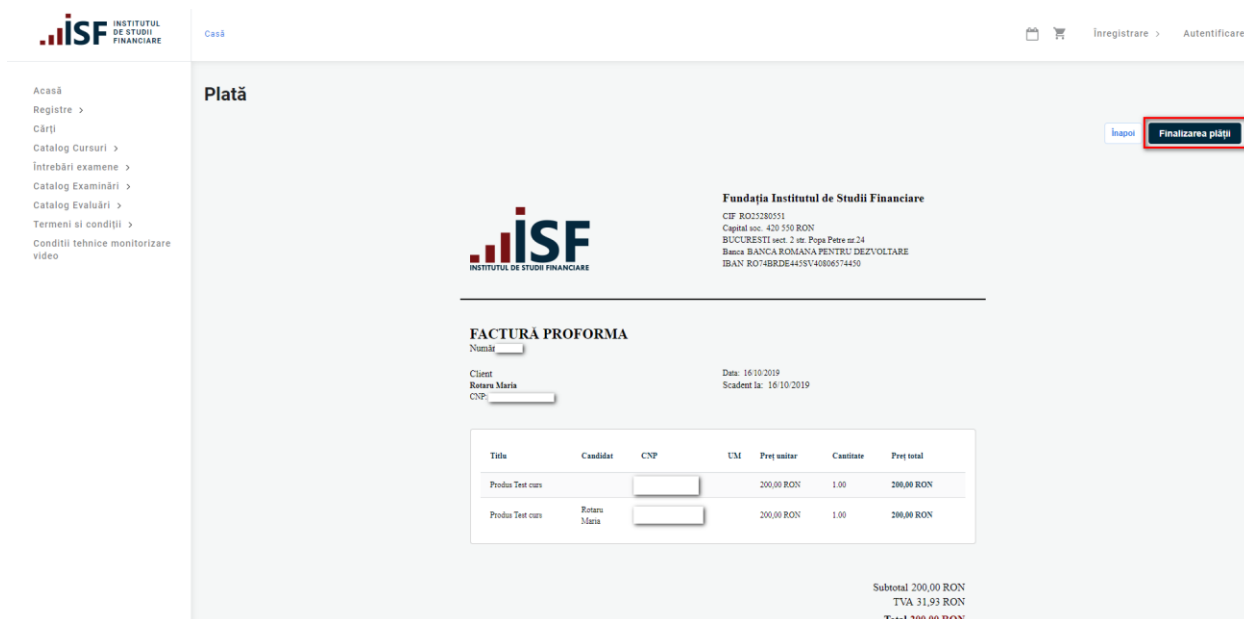 ISF INSTITUTUL
DE STUDII
FINANCIARE
Casă
Înregistrare >
Autentificare
Acasă
Registre >
Cărți
Catalog Cursuri >
Întrebări examene >
Catalog Examinări >
Catalog Evaluări >
Termeni si condiții >
Conditii tehnice monitorizare
video
Plată
Înapoi
Finalizarea plății
ISF
INSTITUTUL DE STUDII FINANCIARE
Fundația Institutul de Studii Financiare
CIF RO25280551
Capital soc. 420 550 RON
BUCURESTI sect. 2 str. Popa Petre nr.24
Banca BANCA ROMANA PENTRU DEZVOLTARE
IBAN RO74BRDE445SV40806574450
FACTURĂ PROFORMA
Număr
Client
Rotaru Maria
CNP:
Data: 16/10/2019
Scadent la: 16/10/2019
Titlu Candidat CNP UM Preț unitar Cantitate Preț total
Produs Test curs 200,00 RON 1.00 200,00 RON
Produs Test curs Rotaru Maria 200,00 RON 1.00 200,00 RON
Subtotal 200,00 RON
TVA 31,93 RON
Total 200,00 RON